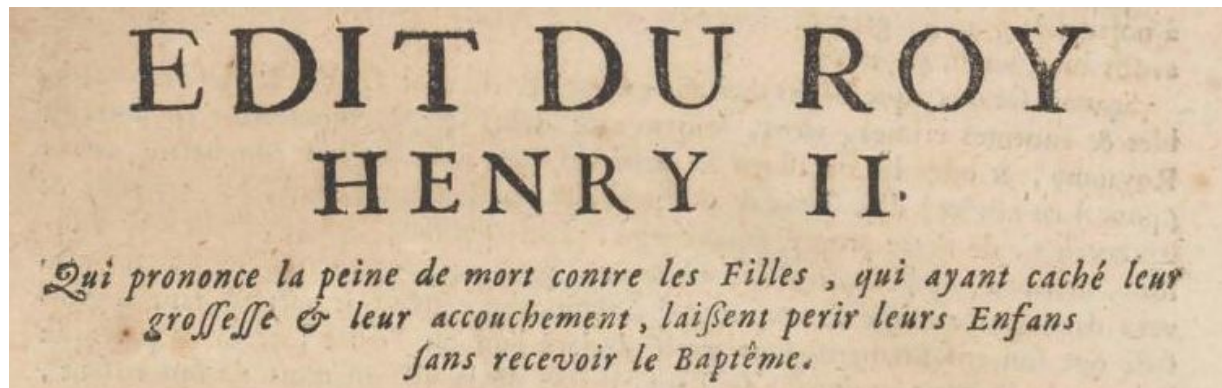 EDIT DU ROY
HENRY II.
Qui prononce la peine de mort contre les Filles , qui ayant caché leur
groſſeſſe & leur accouchement , laißent perir leurs Enfans
ſans recevoir le Baptême.